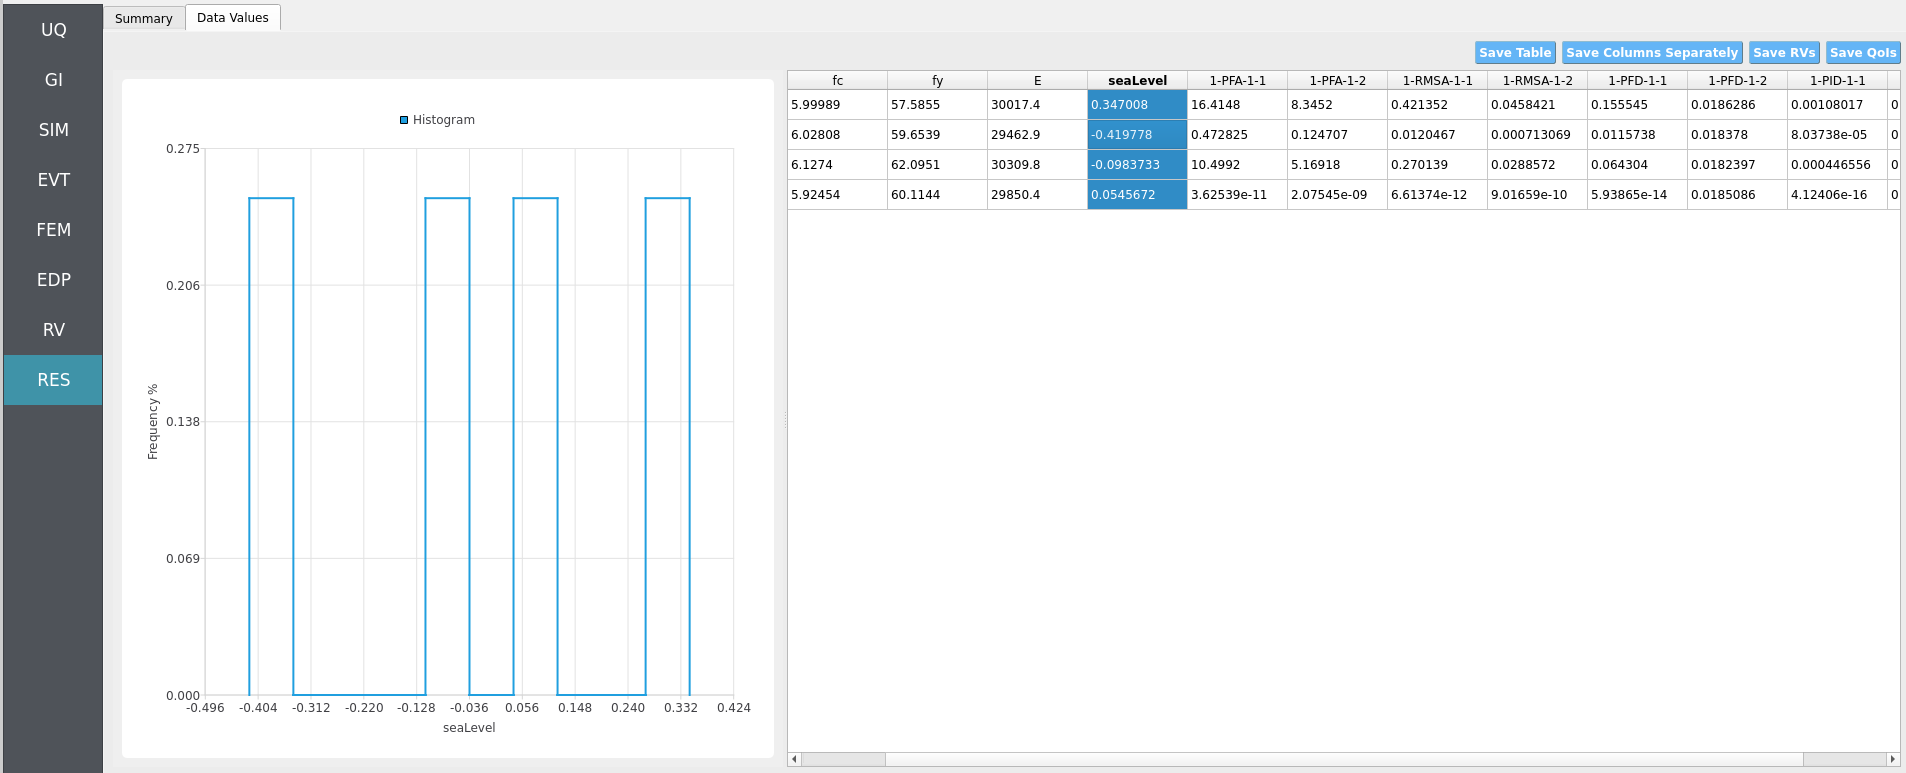 UQ
GI
SIM
EVT
FEM
EDP
RV
RES
Summary Data Values
Save Table Save Columns Separately Save RVs Save QoIs
Histogram
0.275
0.206
0.138
0.069
0.000
Frequency %
-0.496 -0.404 -0.312 -0.220 -0.128 -0.036 0.056 0.148 0.240 0.332 0.424
seaLevel
fc fy E seaLevel 1-PFA-1-1 1-PFA-1-2 1-RMSA-1-1 1-RMSA-1-2 1-PFD-1-1 1-PFD-1-2 1-PID-1-1
5.99989 57.5855 30017.4 0.347008 16.4148 8.3452 0.421352 0.0458421 0.155545 0.0186286 0.00108017 0
6.02808 59.6539 29462.9 -0.419778 0.472825 0.124707 0.0120467 0.000713069 0.0115738 0.018378 8.03738e-05 0
6.1274 62.0951 30309.8 -0.0983733 10.4992 5.16918 0.270139 0.0288572 0.064304 0.0182397 0.000446556 0
5.92454 60.1144 29850.4 0.0545672 3.62539e-11 2.07545e-09 6.61374e-12 9.01659e-10 5.93865e-14 0.0185086 4.12406e-16 0